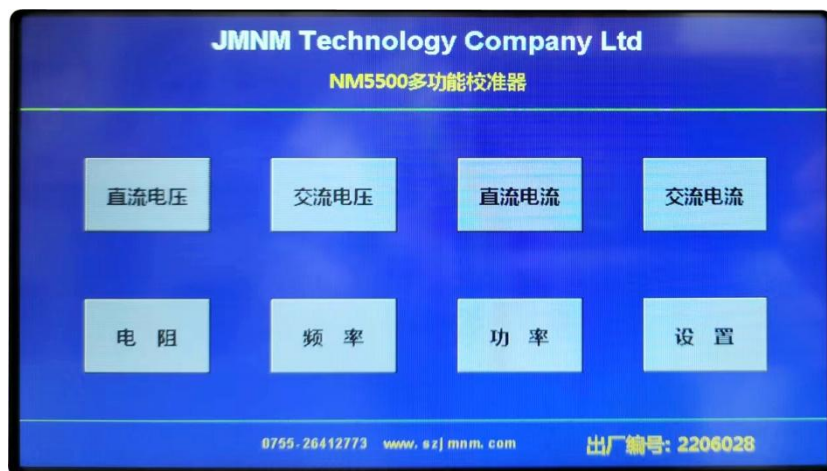 JMNM Technology Company Ltd
NM5500多功能校准器
直流电压 交流电压 直流电流 交流电流
电 阻 频 率 功 率 设 置
0755-26412773 www.szjmnm.com 出厂编号: 2206028